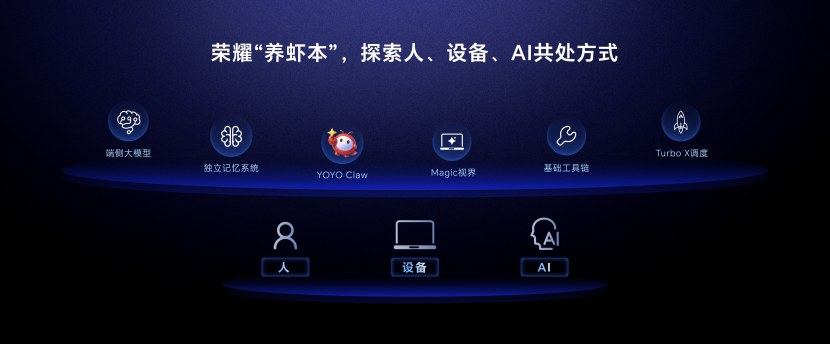 荣耀“养虾本”，探索人、设备、AI共处方式
端侧大模型
独立记忆系统
YOYO Claw
Magic视界
基础工具链
Turbo X调度
AI
人
设备
AI